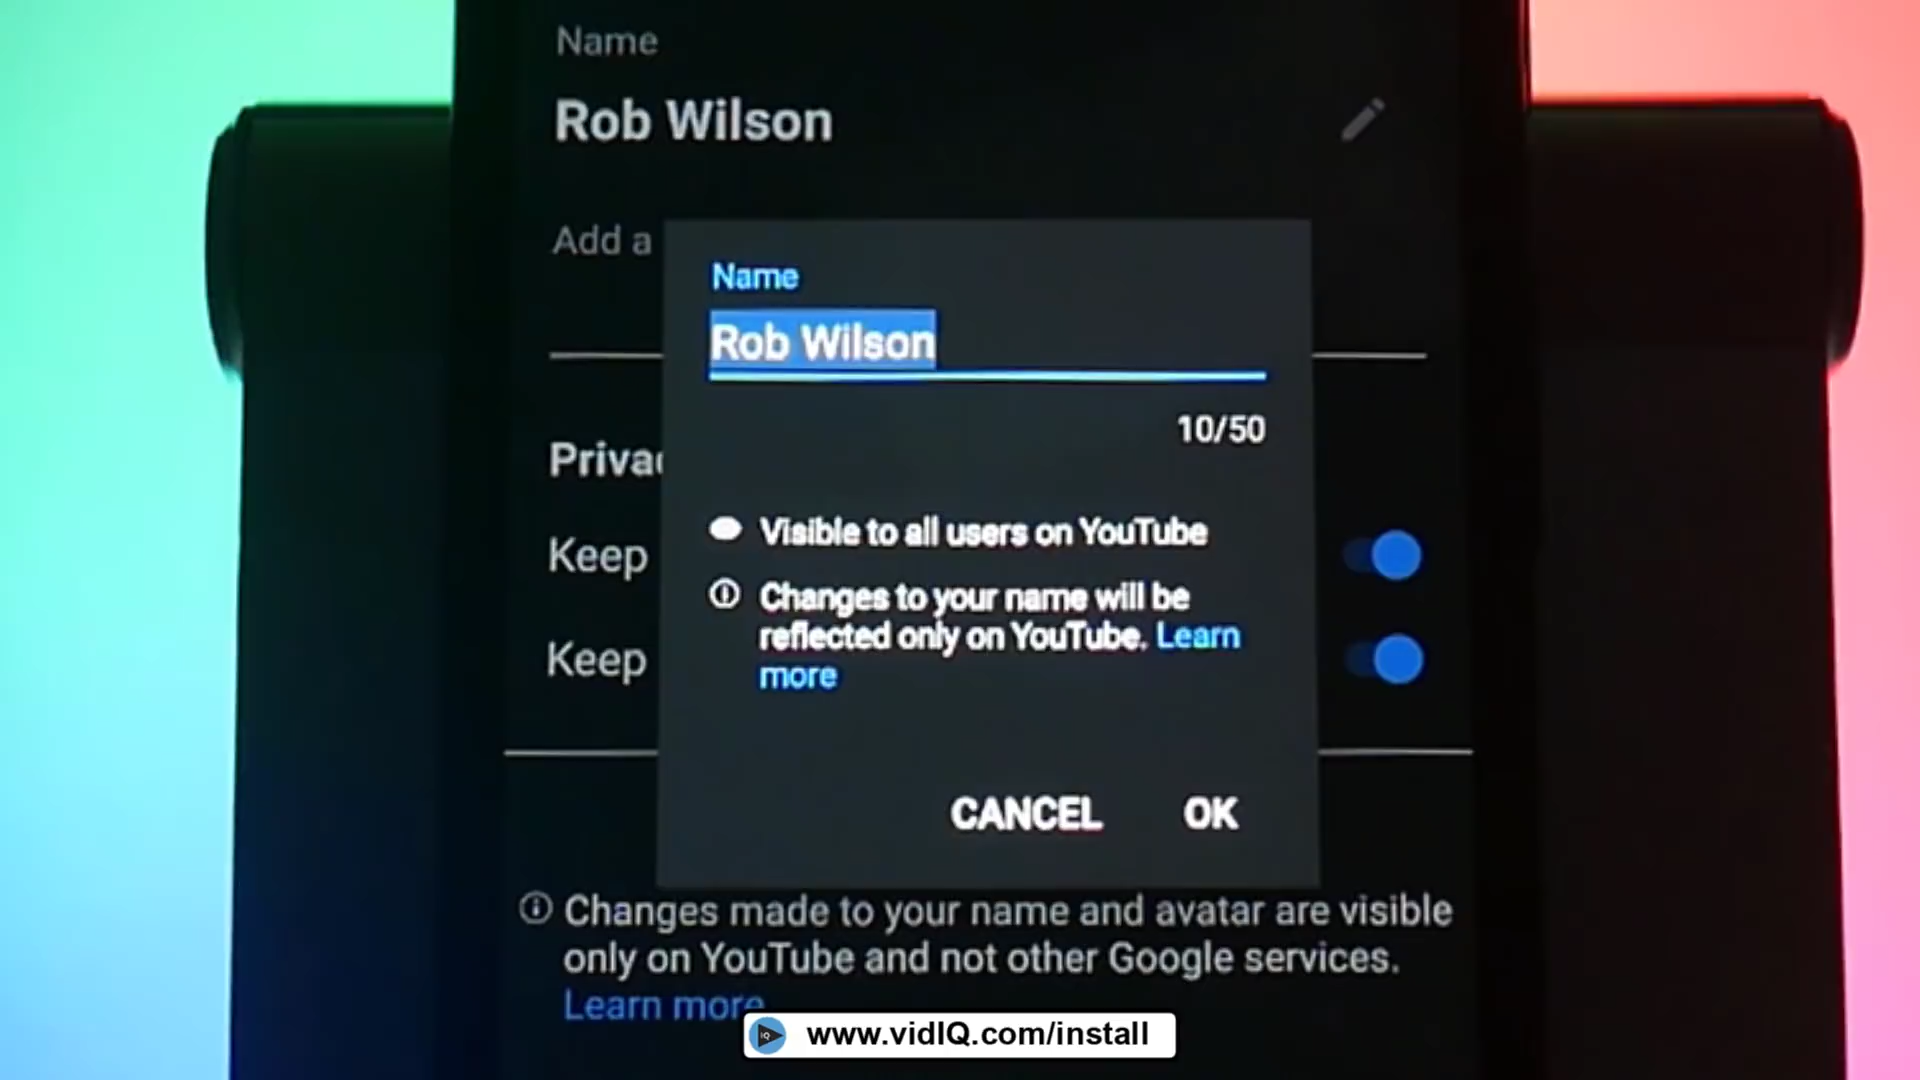 Name
Rob Wilson
Add a
Name
Rob Wilson
10/50
Privac
Keep
Visible to all users on YouTube
Changes to your name will be
reflected only on YouTube. Learn
more
Keep
CANCEL OK
Changes made to your name and avatar are visible
only on YouTube and not other Google services.
Learn more
IQ
www.vidIQ.com/install